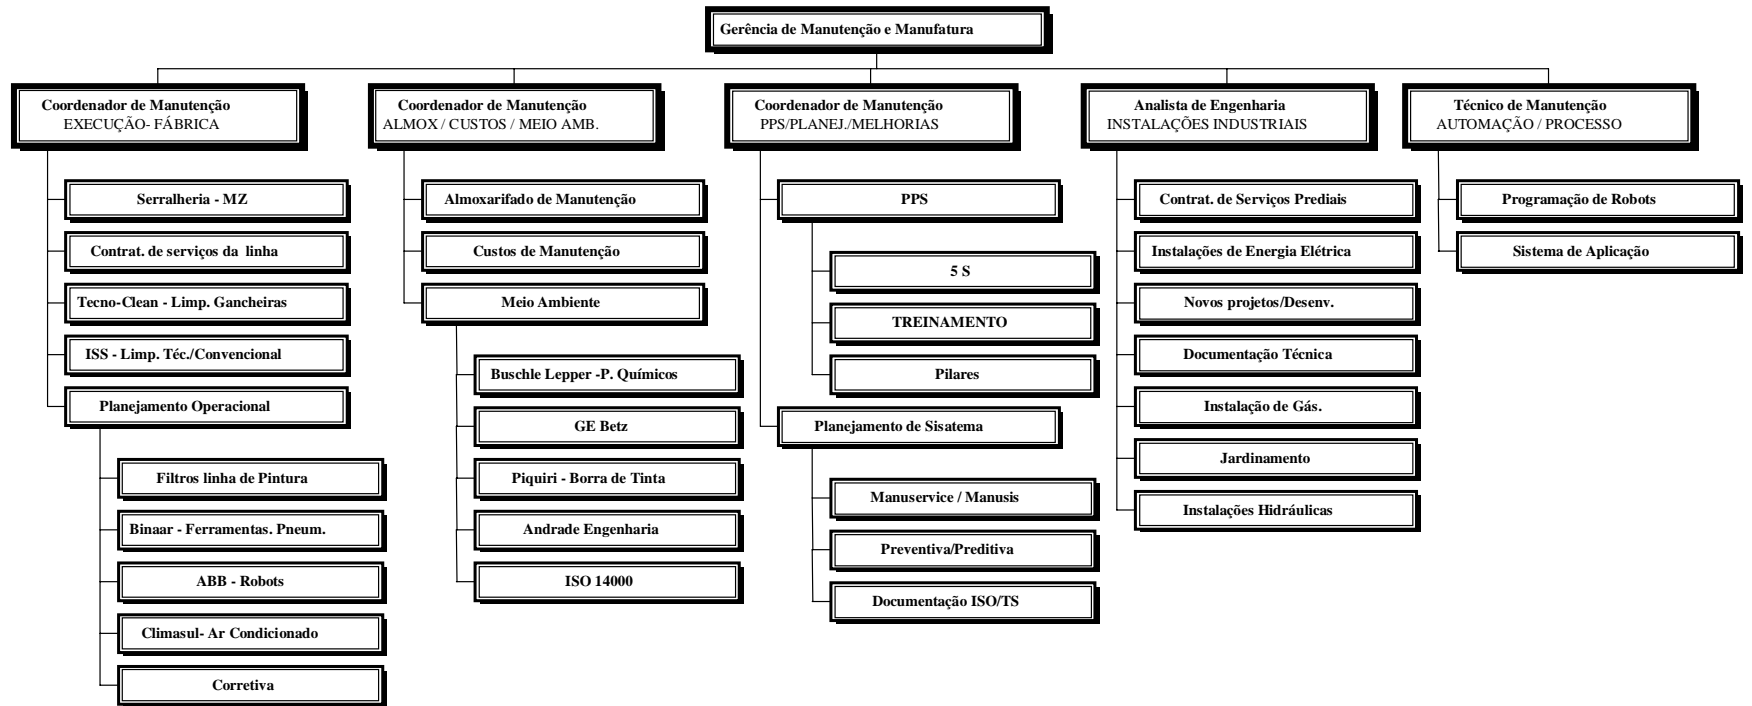 Gerência de Manutenção e Manufatura
Coordenador de Manutenção
EXECUÇÃO- FÁBRICA
Serralheria - MZ
Contrat. de serviços da linha
Tecno-Clean - Limp. Gancheiras
ISS - Limp. Téc./Convencional
Planejamento Operacional
Filtros linha de Pintura
Binaar - Ferramentas. Pneum.
ABB - Robots
Climasul- Ar Condicionado
Corretiva
Coordenador de Manutenção
ALMOX / CUSTOS / MEIO AMB.
Almoxarifado de Manutenção
Custos de Manutenção
Meio Ambiente
Buschle Lepper -P. Químicos
GE Betz
Piquiri - Borra de Tinta
Andrade Engenharia
ISO 14000
Coordenador de Manutenção
PPS/PLANEJ./MELHORIAS
PPS
5 S
TREINAMENTO
Pilares
Planejamento de Sisatema
Manuservice / Manusis
Preventiva/Preditiva
Documentação ISO/TS
Analista de Engenharia
INSTALAÇÕES INDUSTRIAIS
Contrat. de Serviços Prediais
Instalações de Energia Elétrica
Novos projetos/Desenv.
Documentação Técnica
Instalação de Gás.
Jardinamento
Instalações Hidráulicas
Técnico de Manutenção
AUTOMAÇÃO / PROCESSO
Programação de Robots
Sistema de Aplicação